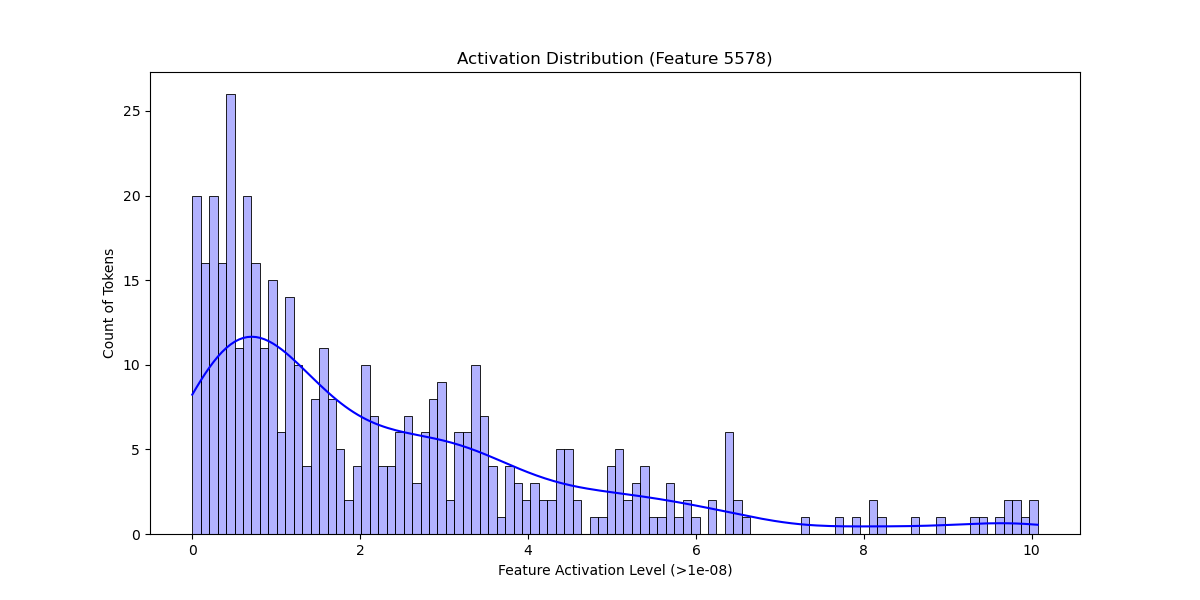 Activation Distribution (Feature 5578)
25
20
15
10
5
0
Count of Tokens
0 2 4 6 8 10
Feature Activation Level (>1e-08)